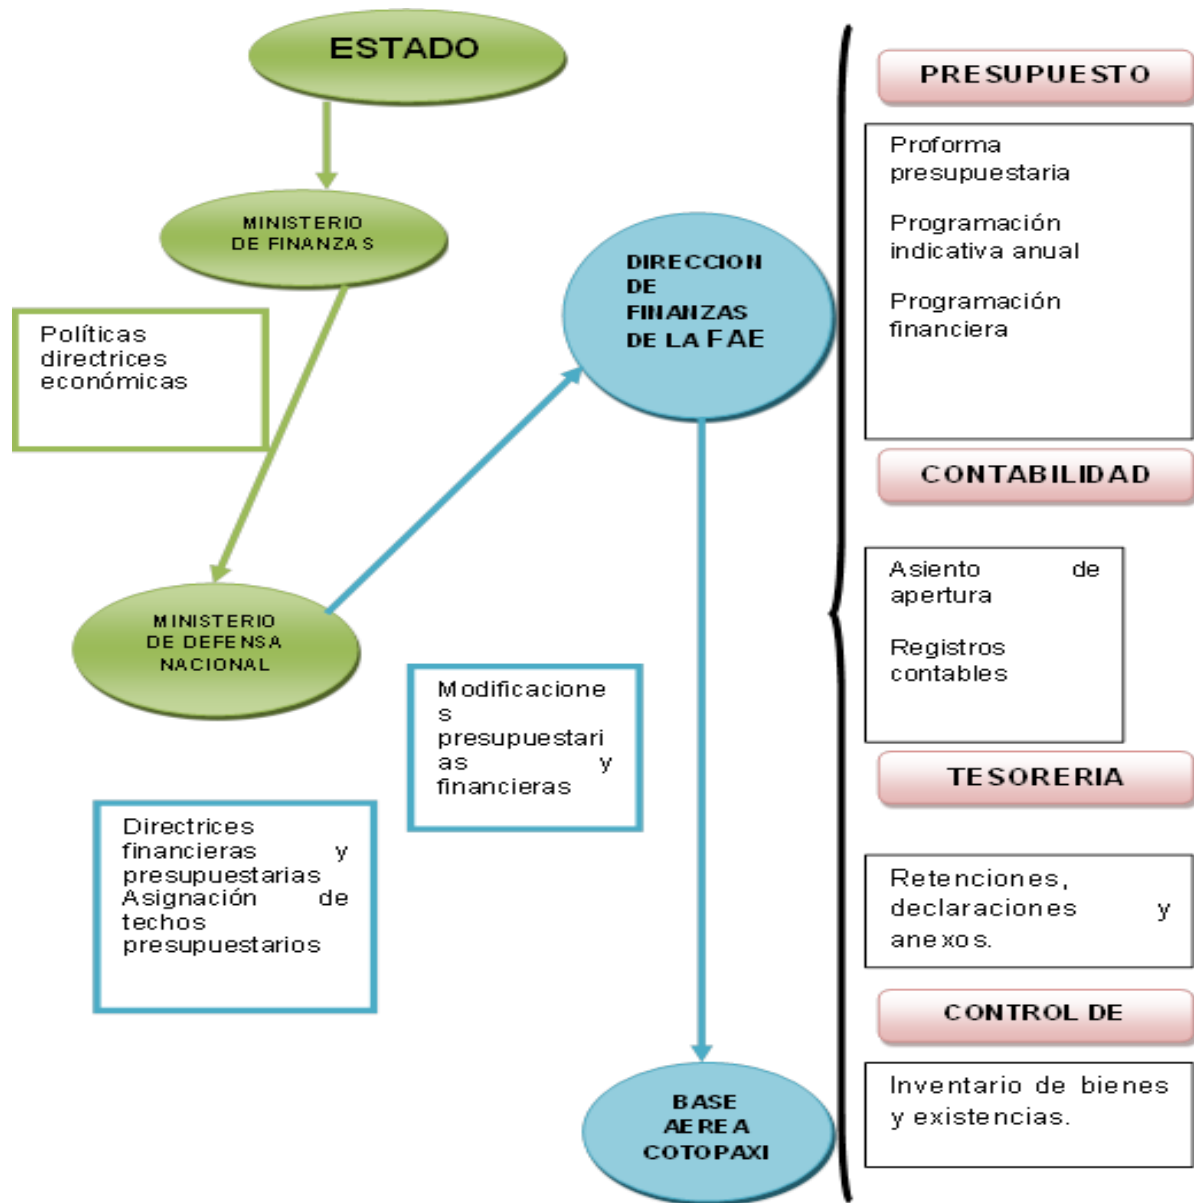 ESTADO
MINISTERIO
DE FINANZAS
Políticas
directrices
económicas
MINISTERIO
DE DEFENSA
NACIONAL
DIRECCION
DE
FINANZAS
DE LA FAE
Modificacione
s
presupuestari
as y
financieras
Directrices
financieras y
presupuestarias
Asignación de
techos
presupuestarios
BASE
AEREA
COTOPAXI
PRESUPUESTO
Proforma
presupuestaria
Programación
indicativa anual
Programación
financiera
CONTABILIDAD
Asiento de
apertura
Registros
contables
TESORERIA
Retenciones,
declaraciones y
anexos.
CONTROL DE
Inventario de bienes
y existencias.